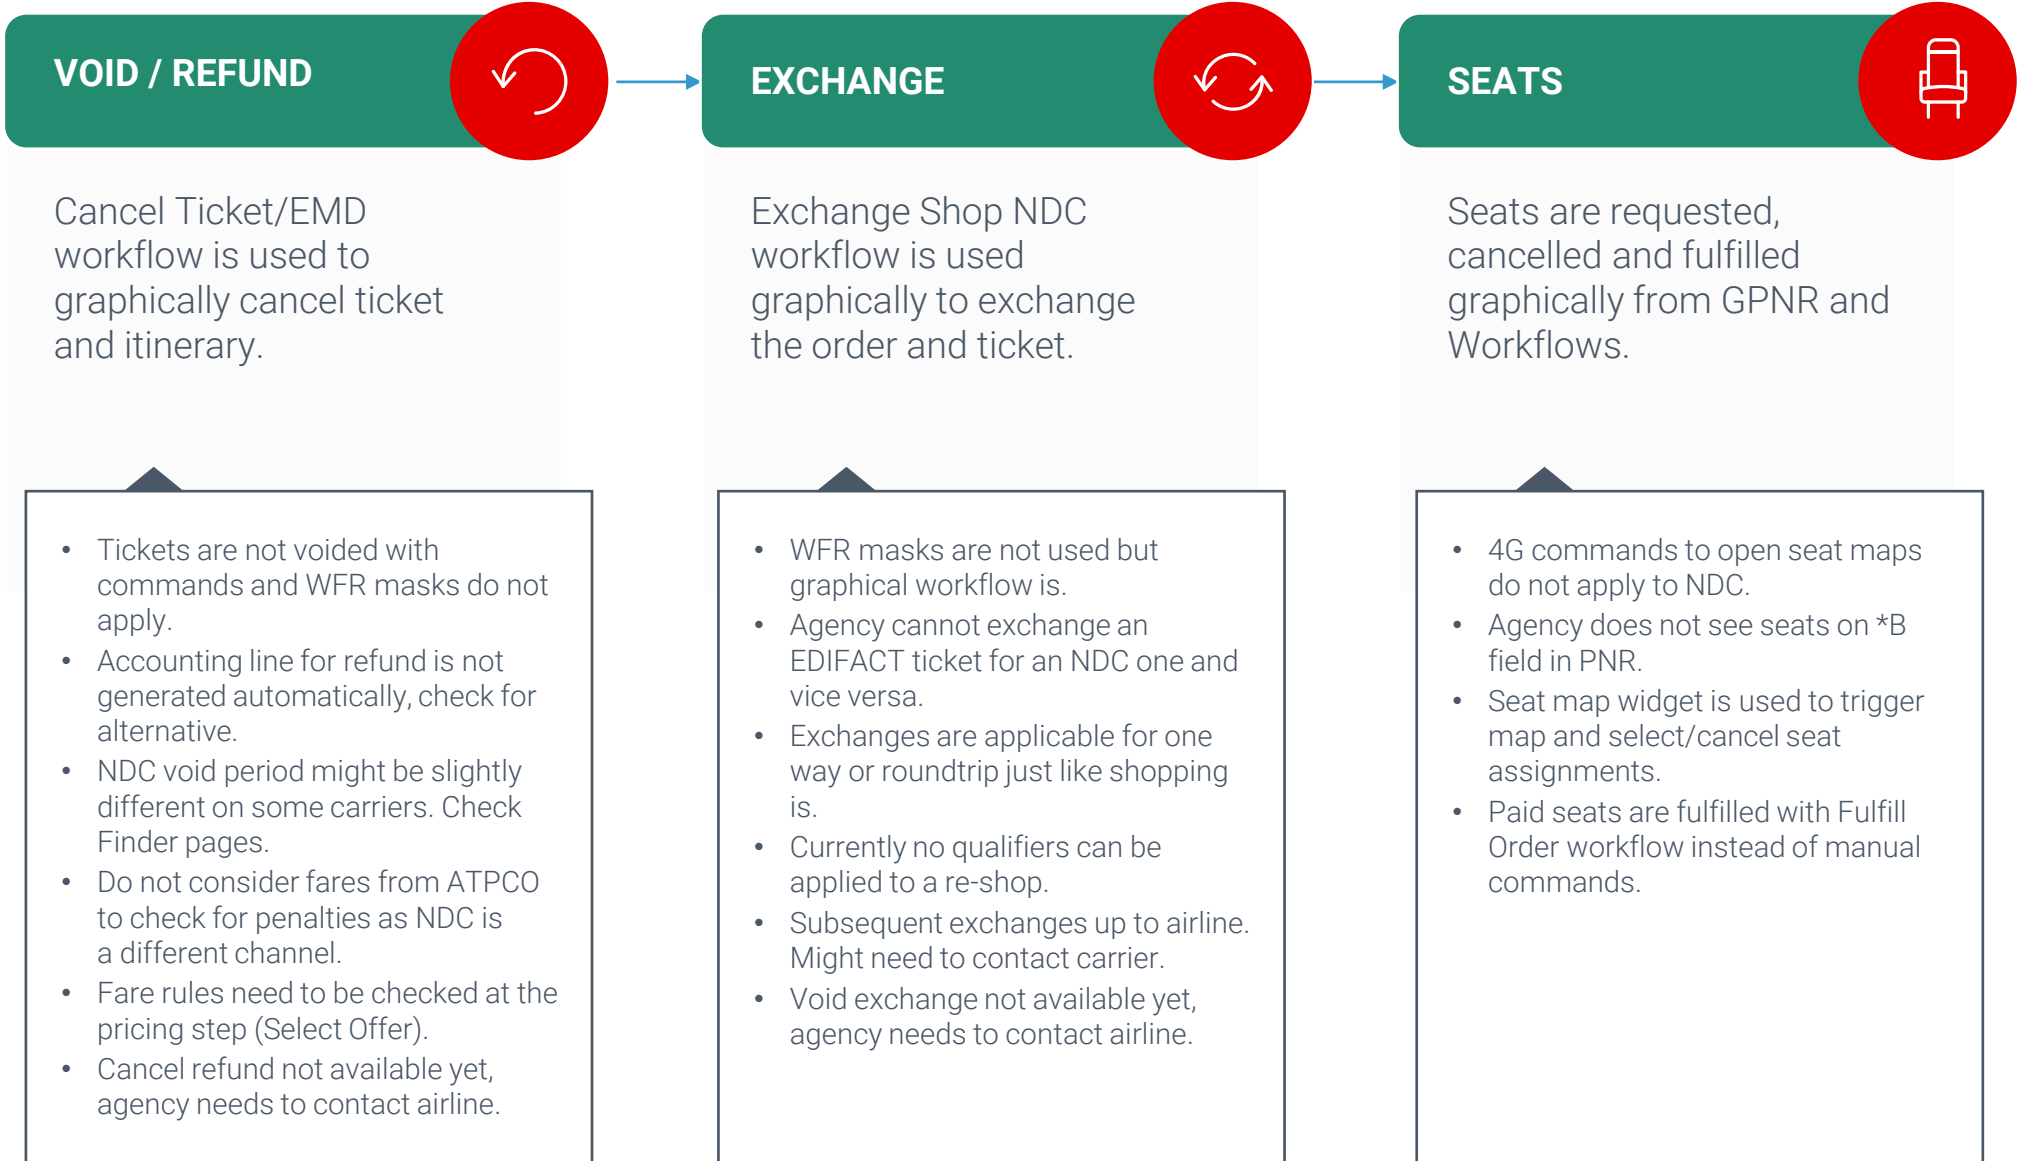 VOID / REFUND
Cancel Ticket/EMD
workflow is used to
graphically cancel ticket
and itinerary.
• Tickets are not voided with
commands and WFR masks do not
apply.
• Accounting line for refund is not
generated automatically, check for
alternative.
• NDC void period might be slightly
different on some carriers. Check
Finder pages.
• Do not consider fares from ATPCO
to check for penalties as NDC is
a different channel.
• Fare rules need to be checked at the
pricing step (Select Offer).
• Cancel refund not available yet,
agency needs to contact airline.
EXCHANGE
Exchange Shop NDC
workflow is used
graphically to exchange
the order and ticket.
• WFR masks are not used but
graphical workflow is.
• Agency cannot exchange an
EDIFACT ticket for an NDC one and
vice versa.
• Exchanges are applicable for one
way or roundtrip just like shopping
is.
• Currently no qualifiers can be
applied to a re-shop.
• Subsequent exchanges up to airline.
Might need to contact carrier.
• Void exchange not available yet,
agency needs to contact airline.
SEATS
Seats are requested,
cancelled and fulfilled
graphically from GPNR and
Workflows.
• 4G commands to open seat maps
do not apply to NDC.
• Agency does not see seats on *B
field in PNR.
• Seat map widget is used to trigger
map and select/cancel seat
assignments.
• Paid seats are fulfilled with Fulfill
Order workflow instead of manual
commands.